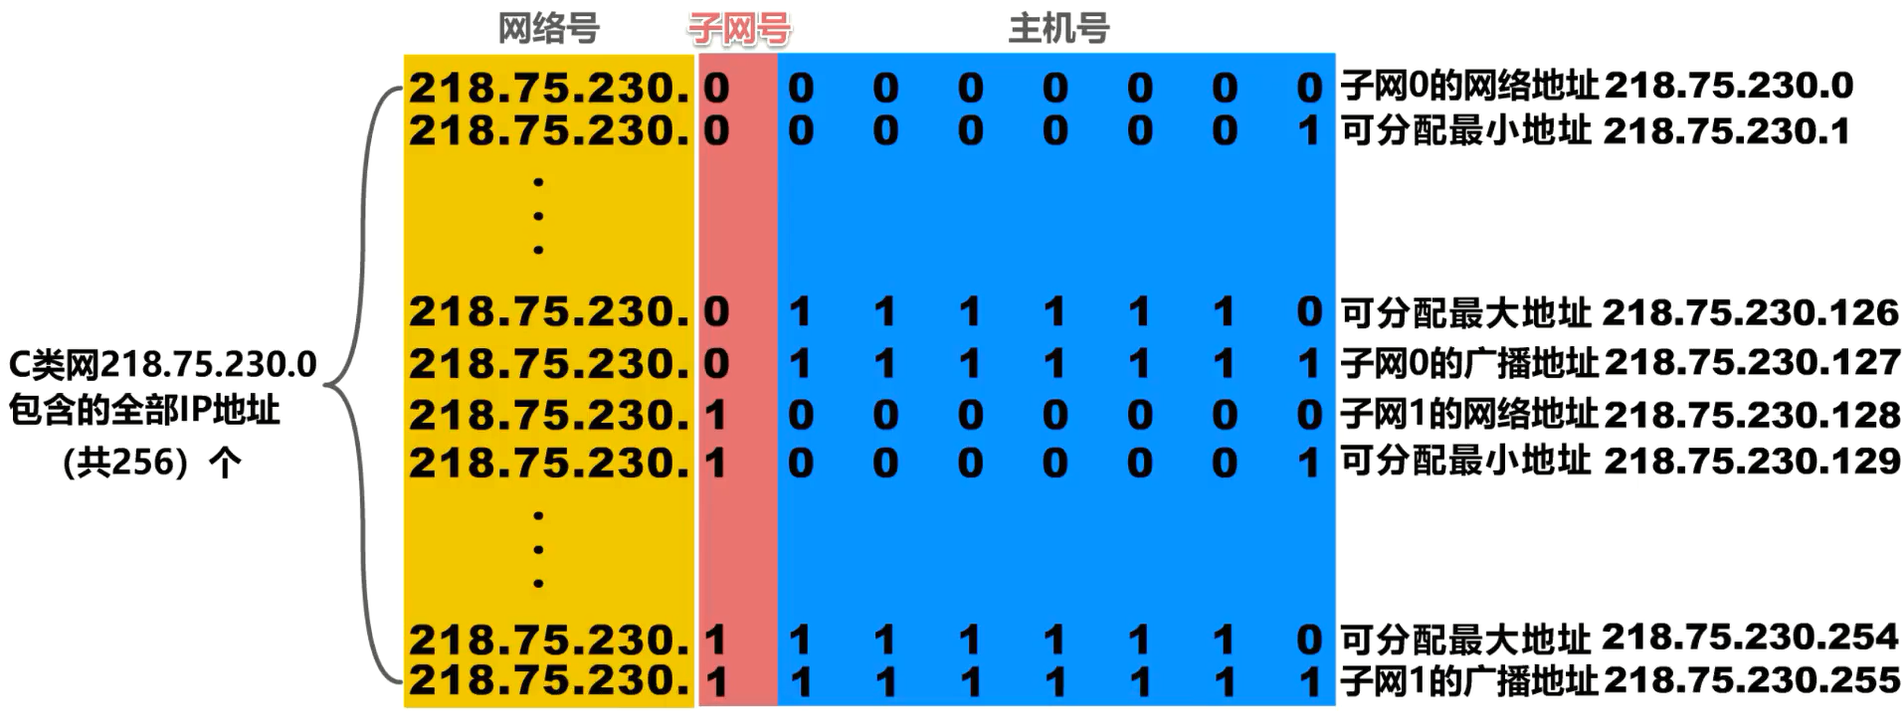 网络号 子网号 主机号
218.75.230.0 0 0 0 0 0 0 0 子网0的网络地址 218.75.230.0
218.75.230.0 0 0 0 0 0 0 1 可分配最小地址 218.75.230.1
218.75.230.0 1 1 1 1 1 1 0 可分配最大地址 218.75.230.126
218.75.230.0 1 1 1 1 1 1 1 子网0的广播地址 218.75.230.127
C类网218.75.230.0
包含的全部IP地址
（共256）个
218.75.230.1 0 0 0 0 0 0 0 子网1的网络地址 218.75.230.128
218.75.230.1 0 0 0 0 0 0 1 可分配最小地址 218.75.230.129
218.75.230.1 1 1 1 1 1 1 0 可分配最大地址 218.75.230.254
218.75.230.1 1 1 1 1 1 1 1 子网1的广播地址 218.75.230.255